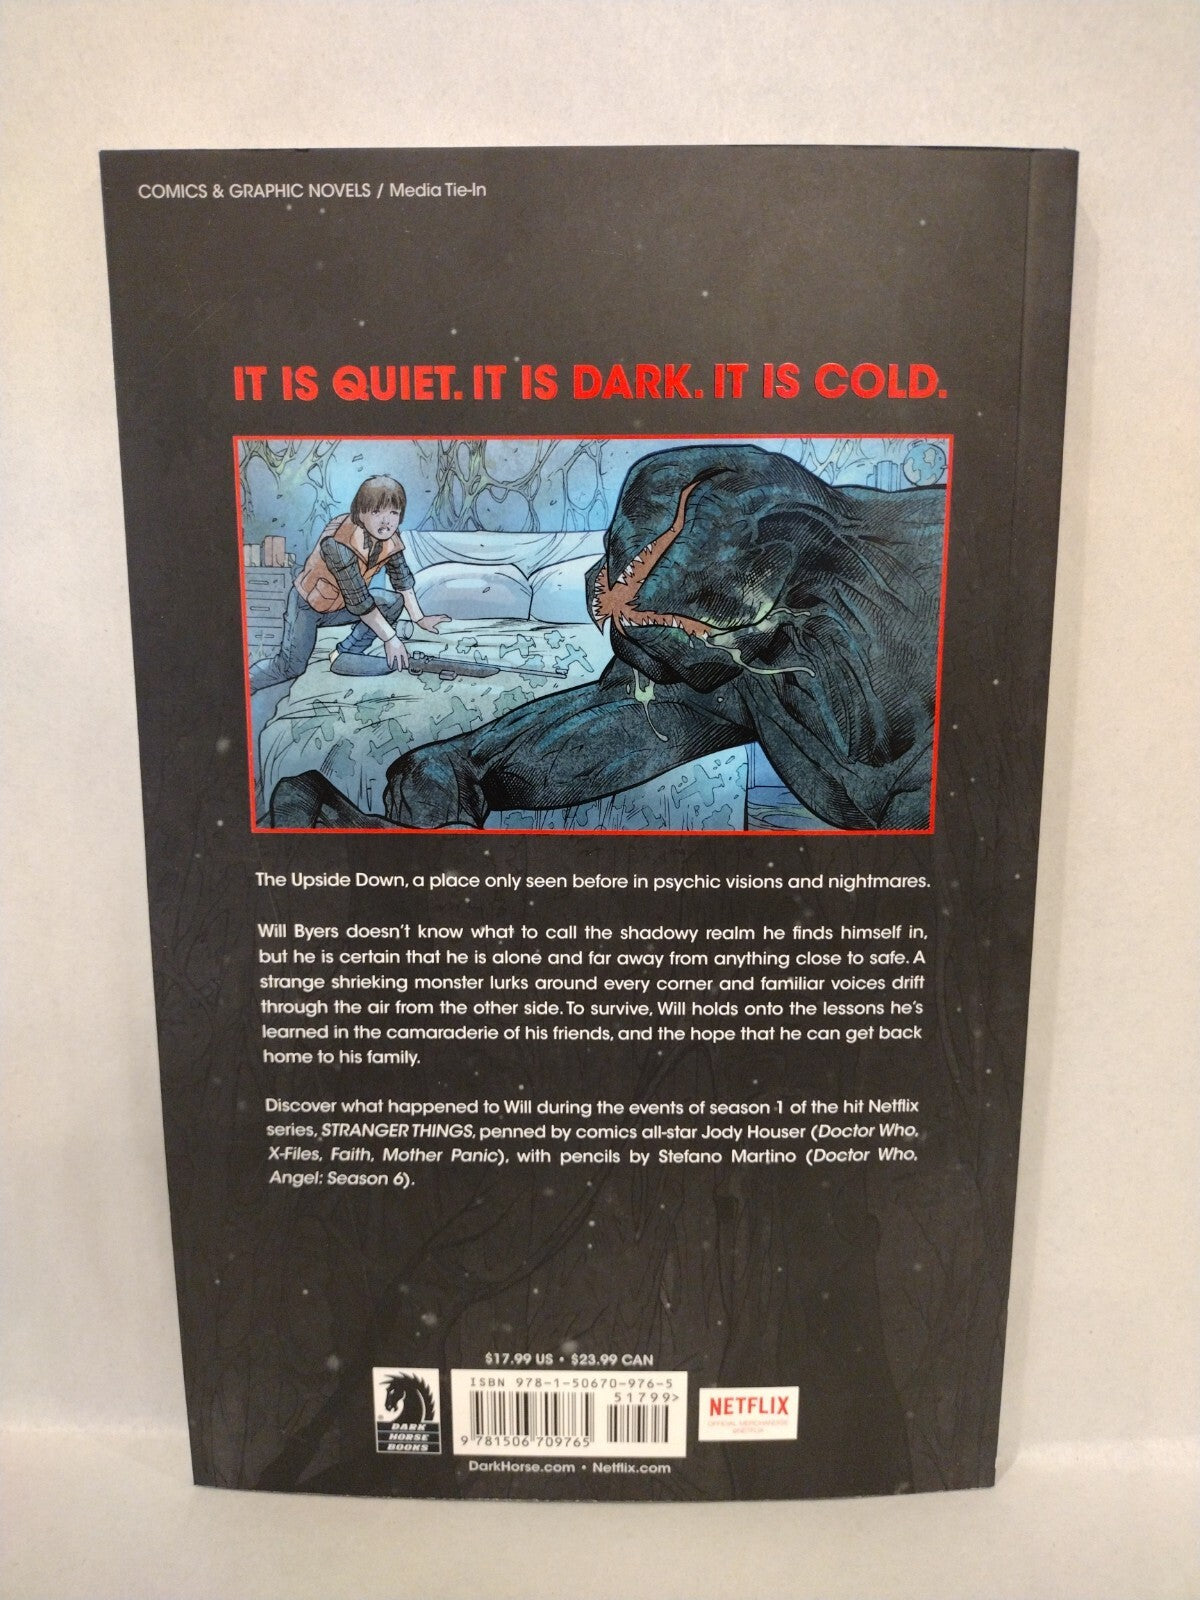 COMICS & GRAPHIC NOVELS / Media Tie-In
IT IS QUIET. IT IS DARK. IT IS COLD.
The Upside Down, a place only seen before in psychic visions and nightmares.
Will Byers doesn't know what to call the shadowy realm he finds himself in,
but he is certain that he is alone and far away from anything close to safe. A
strange shrieking monster lurks around every corner and familiar voices drift
through the air from the other side. To survive, Will holds onto the lessons he's
learned in the camaraderie of his friends, and the hope that he can get back
home to his family.
Discover what happened to Will during the events of season 1 of the hit Netflix
series, STRANGER THINGS, penned by comics all-star Jody Houser (Doctor Who,
X-Files, Faith, Mother Panic), with pencils by Stefano Martino (Doctor Who,
Angel: Season 6).
$17.99 US • $23.99 CAN
DARK
HORSE
BOOKS
®
ISBN 978-1-50670-976-5
51799>
9 781506 709765
NETFLIX
OFFICIAL MERCHANDISE
©NETFLIX
DarkHorse.com • Netflix.com